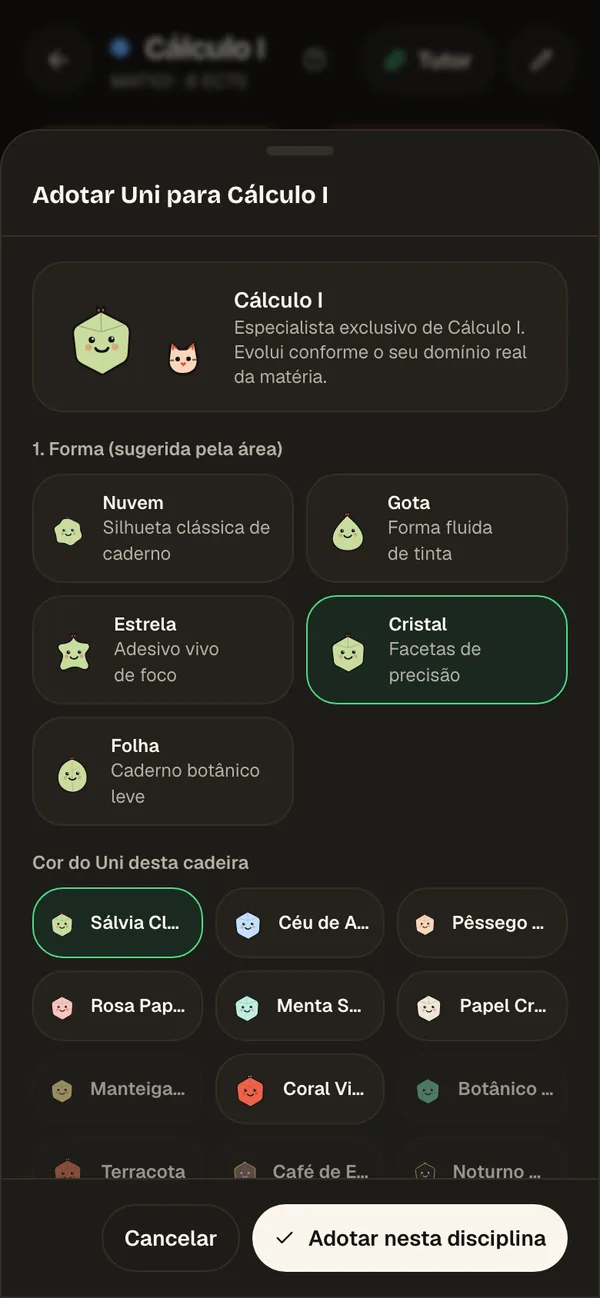 Cálculo I
Tutor
Adotar Uni para Cálculo I
Cálculo I
Especialista exclusivo de Cálculo I.
Evolui conforme o seu domínio real
da matéria.
1. Forma (sugerida pela área)
Nuvem
Silhueta clássica de
caderno
Gota
Forma fluida
de tinta
Estrela
Adesivo vivo
de foco
Cristal
Facetas de
precisão
Folha
Caderno botânico
leve
Cor do Uni desta cadeira
Sálvia Cl...
Céu de A...
Pêssego ...
Rosa Pap...
Menta S...
Papel Cr...
Manteiga...
Coral Vi...
Botânico ...
Terracota
Café de E...
Noturno ...
Cancelar
Adotar nesta disciplina